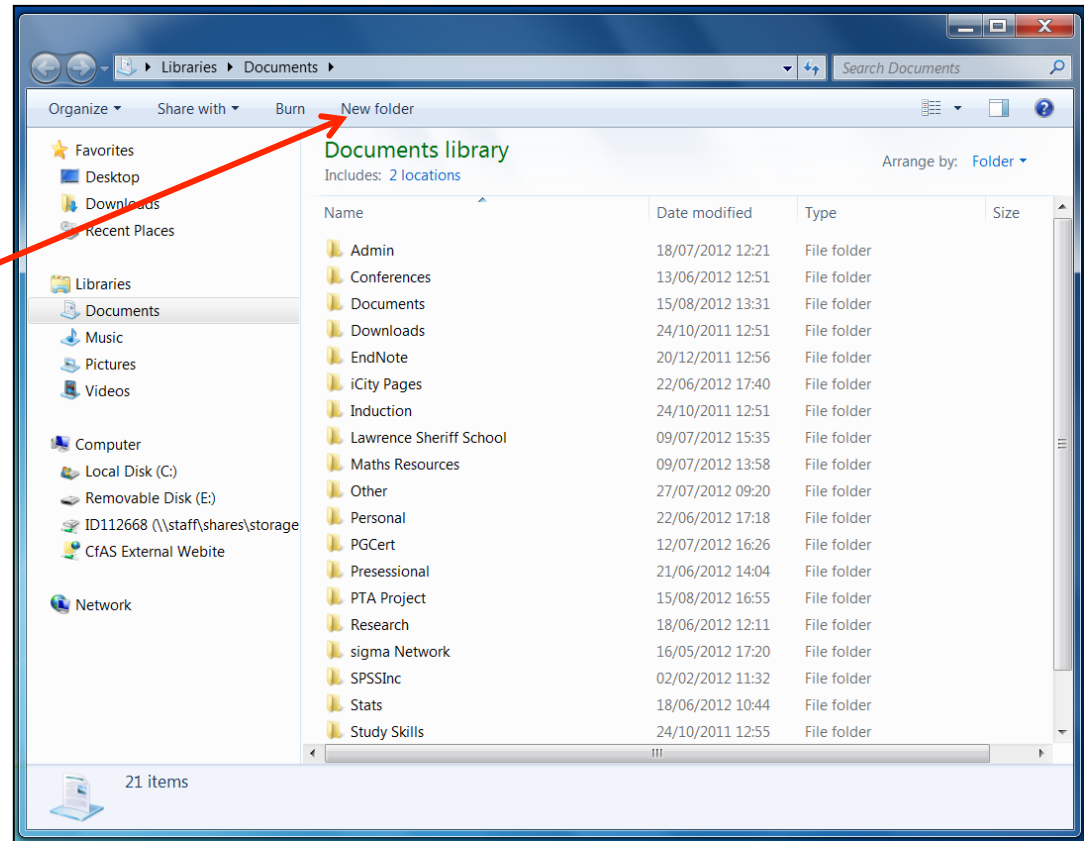 Libraries Documents
Search Documents
Organize Share with Burn New folder
Favorites
Desktop
Downloads
Recent Places
Libraries
Documents
Music
Pictures
Videos
Computer
Local Disk (C:)
Removable Disk (E:)
ID112668 (\\staff\shares\storage
CfAS External Webite
Network
Documents library
Includes: 2 locations
Arrange by: Folder
Name Date modified Type Size
Admin 18/07/2012 12:21 File folder
Conferences 13/06/2012 12:51 File folder
Documents 15/08/2012 13:31 File folder
Downloads 24/10/2011 12:51 File folder
EndNote 20/12/2011 12:56 File folder
iCity Pages 22/06/2012 17:40 File folder
Induction 24/10/2011 12:51 File folder
Lawrence Sheriff School 09/07/2012 15:35 File folder
Maths Resources 09/07/2012 13:58 File folder
Other 27/07/2012 09:20 File folder
Personal 22/06/2012 17:18 File folder
PGCert 12/07/2012 16:26 File folder
Presessional 21/06/2012 14:04 File folder
PTA Project 15/08/2012 16:55 File folder
Research 18/06/2012 12:11 File folder
sigma Network 16/05/2012 17:20 File folder
SPSSInc 02/02/2012 11:32 File folder
Stats 18/06/2012 10:44 File folder
Study Skills 24/10/2011 12:55 File folder
21 items